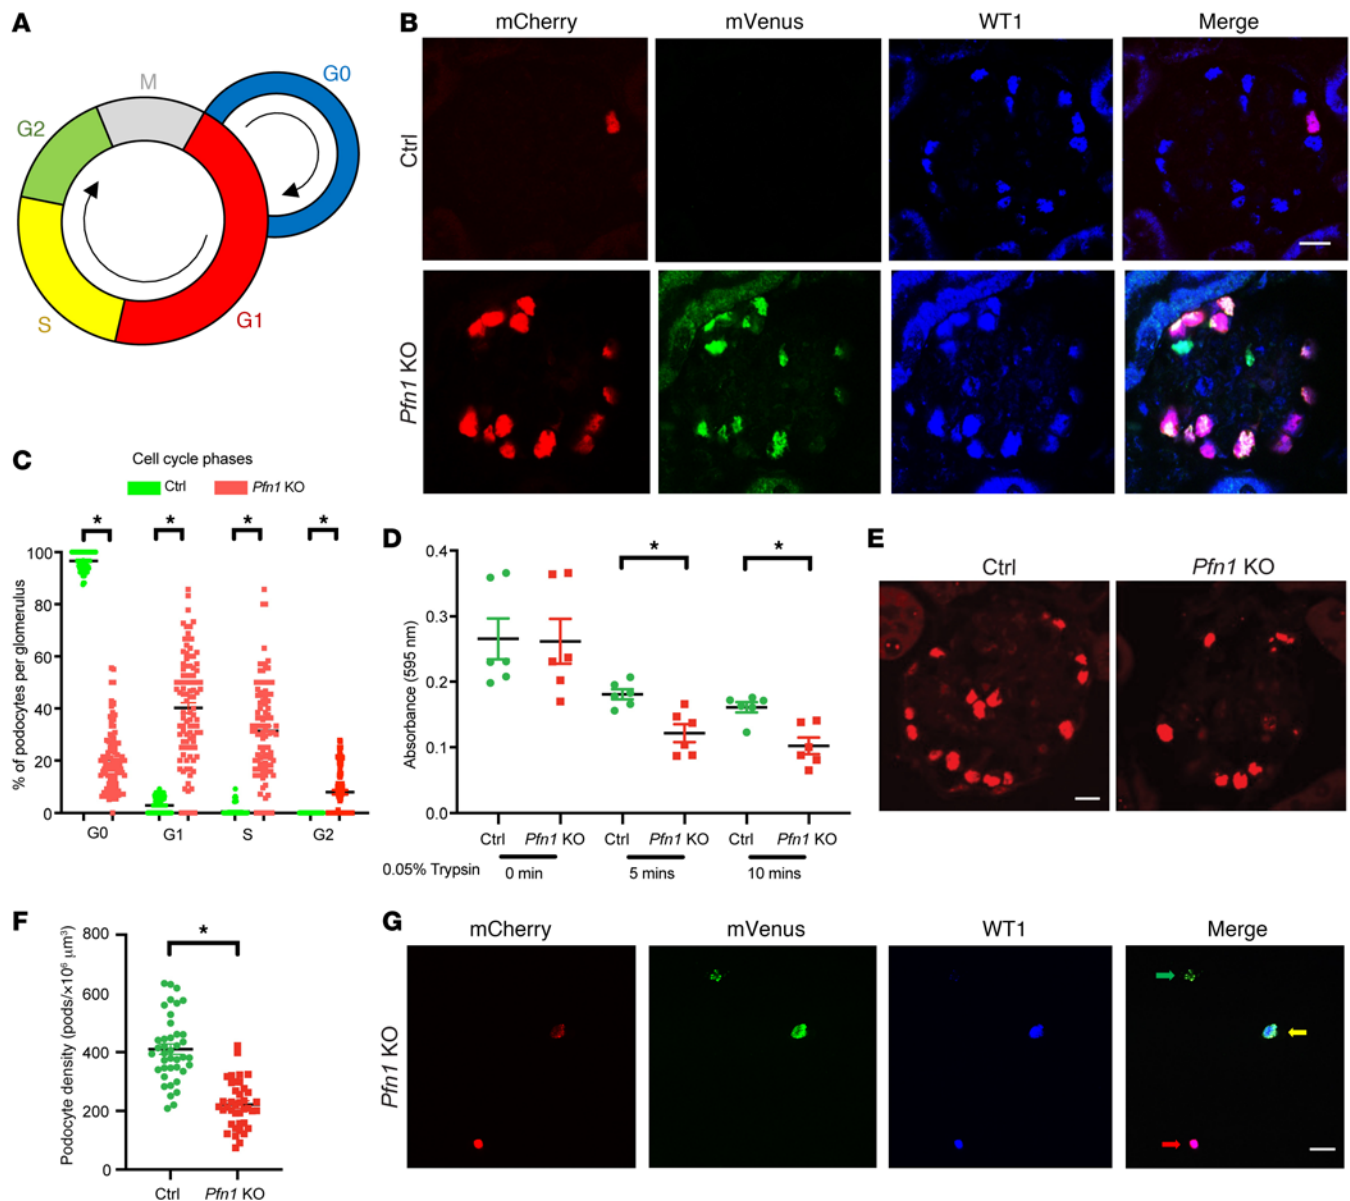 A
M
G0
G2
S
G1
B
mCherry
mVenus
WT1
Merge
Ctrl
Pfn1 KO
C
Cell cycle phases
Ctrl
Pfn1 KO
*
*
*
*
% of podocytes per glomerulus
100
80
60
40
20
0
G0
G1
S
G2
D
*
*
Absorbance (595 nm)
0.4
0.3
0.2
0.1
0.0
Ctrl
Pfn1 KO
Ctrl
Pfn1 KO
Ctrl
Pfn1 KO
0.05% Trypsin
0 min
5 mins
10 mins
E
Ctrl
Pfn1 KO
F
*
Podocyte density (pods/×10⁶ μm³)
800
600
400
200
0
Ctrl
Pfn1 KO
G
mCherry
mVenus
WT1
Merge
Pfn1 KO